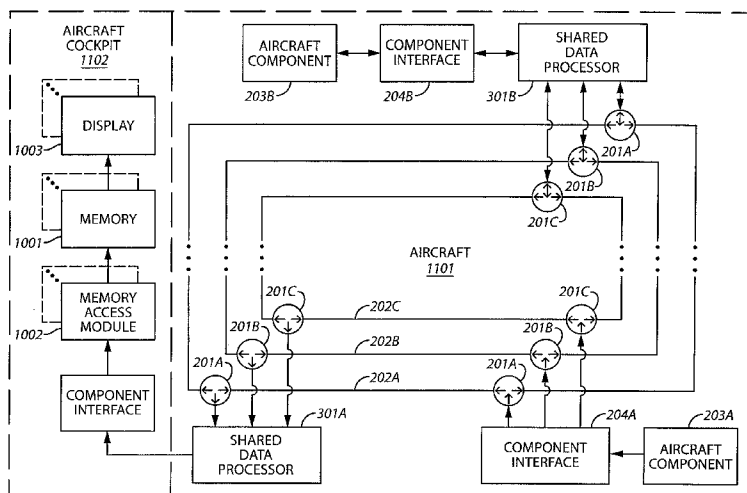 AIRCRAFT
COCKPIT
1102
DISPLAY
1003
MEMORY
1001
MEMORY
ACCESS
MODULE
1002
COMPONENT
INTERFACE
AIRCRAFT
COMPONENT
203B
COMPONENT
INTERFACE
204B
SHARED
DATA
PROCESSOR
301B
201A
201B
201C
AIRCRAFT
1101
201C
202C
201C
201B
202B
201B
201A
202A
201A
301A
SHARED
DATA
PROCESSOR
204A
COMPONENT
INTERFACE
203A
AIRCRAFT
COMPONENT